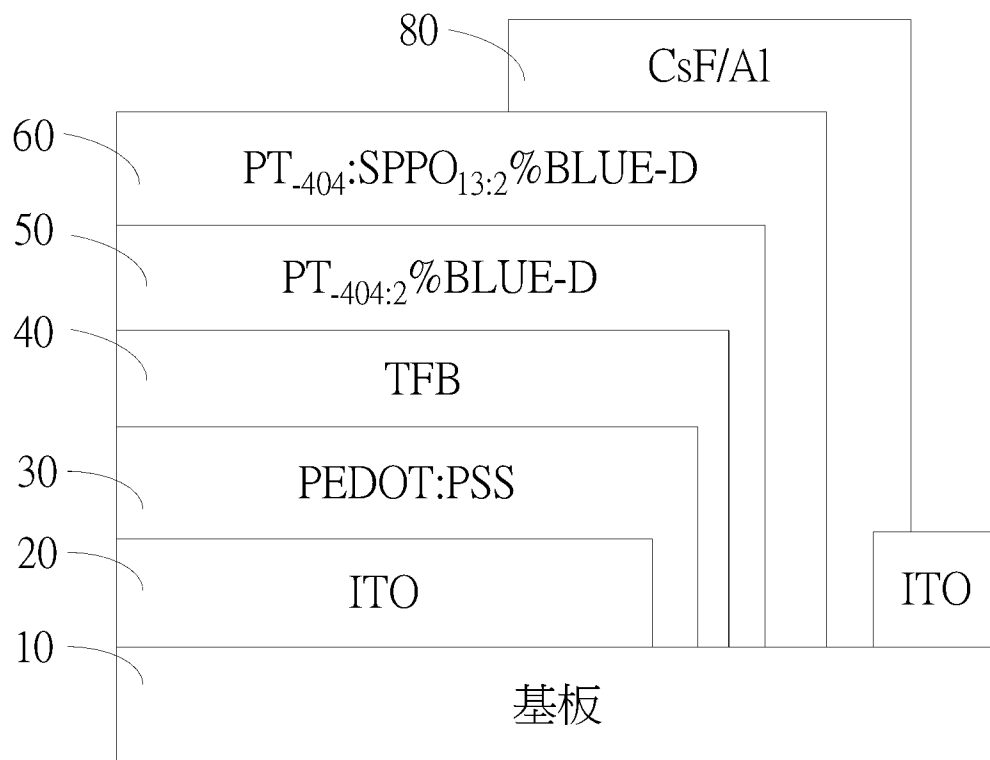 80
CsF/Al
60
PT-404:SPPO13:2%BLUE-D
50
PT-404:2%BLUE-D
40
TFB
30
PEDOT:PSS
20
ITO
ITO
10
基板